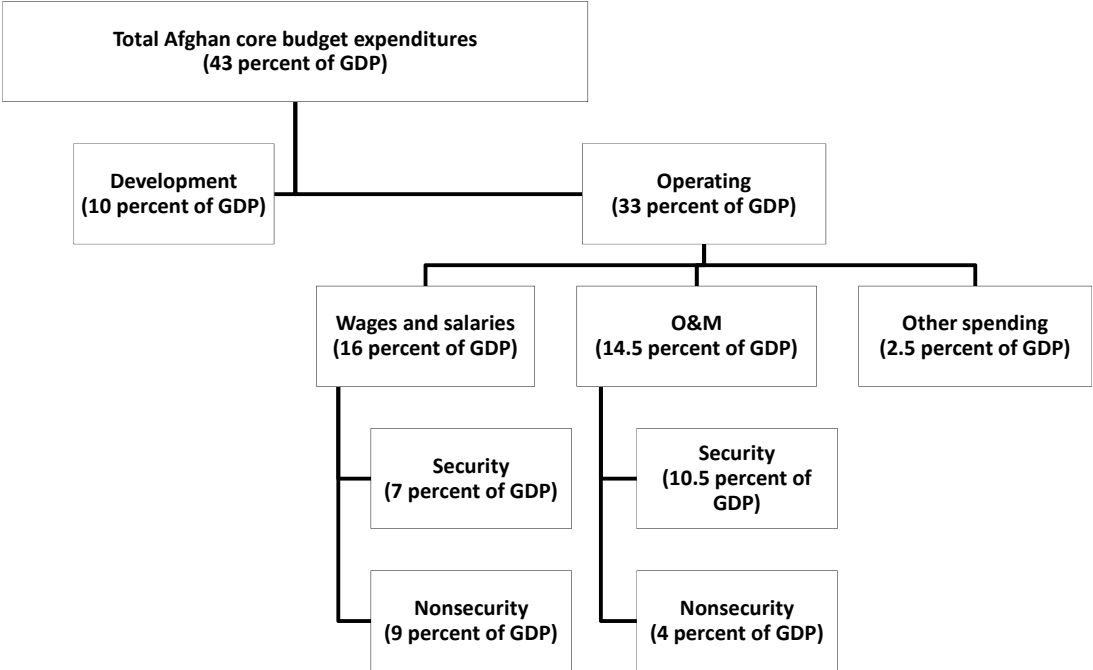 Total Afghan core budget expenditures
(43 percent of GDP)
Development
(10 percent of GDP)
Operating
(33 percent of GDP)
Wages and salaries
(16 percent of GDP)
O&M
(14.5 percent of GDP)
Other spending
(2.5 percent of GDP)
Security
(7 percent of GDP)
Security
(10.5 percent of
GDP)
Nonsecurity
(9 percent of GDP)
Nonsecurity
(4 percent of GDP)